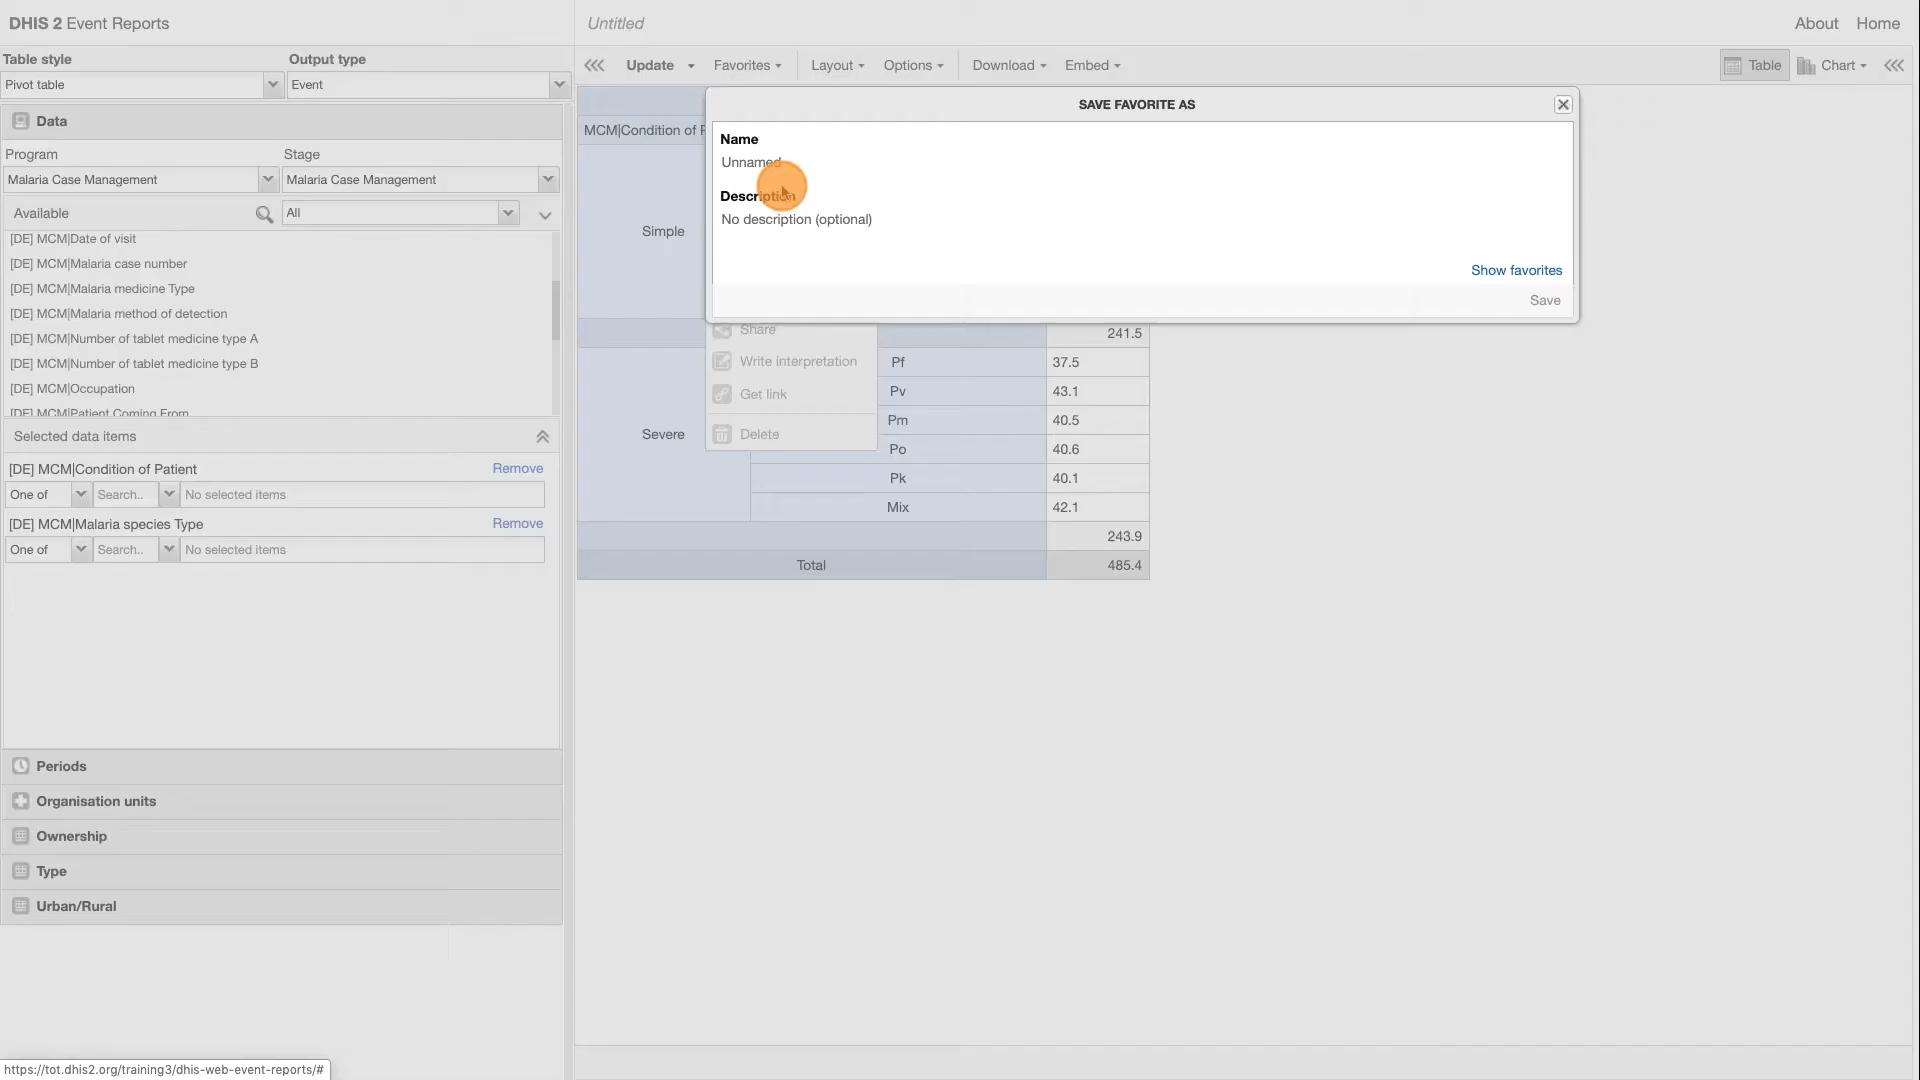 DHIS 2 Event Reports
Untitled
About Home
Table style
Output type
Update Favorites Layout Options Download Embed Table Chart
Pivot table
Event
SAVE FAVORITE AS
Data
MCM|Condition of P
Name
Program
Stage
Unnamed
Malaria Case Management
Malaria Case Management
Description
Available
All
No description (optional)
[DE] MCM|Date of visit
Simple
[DE] MCM|Malaria case number
Show favorites
[DE] MCM|Malaria medicine Type
Save
[DE] MCM|Malaria method of detection
Share
241.5
[DE] MCM|Number of tablet medicine type A
[DE] MCM|Number of tablet medicine type B
Write interpretation
Pf 37.5
[DE] MCM|Occupation
Get link
Pv 43.1
[DE] MCM|Patient Coming From
Pm 40.5
Selected data items
Severe
Delete
Po 40.6
[DE] MCM|Condition of Patient Remove
Pk 40.1
One of Search.. No selected items
Mix 42.1
[DE] MCM|Malaria species Type Remove
243.9
One of Search.. No selected items
Total 485.4
Periods
Organisation units
Ownership
Type
Urban/Rural
https://tot.dhis2.org/training3/dhis-web-event-reports/#